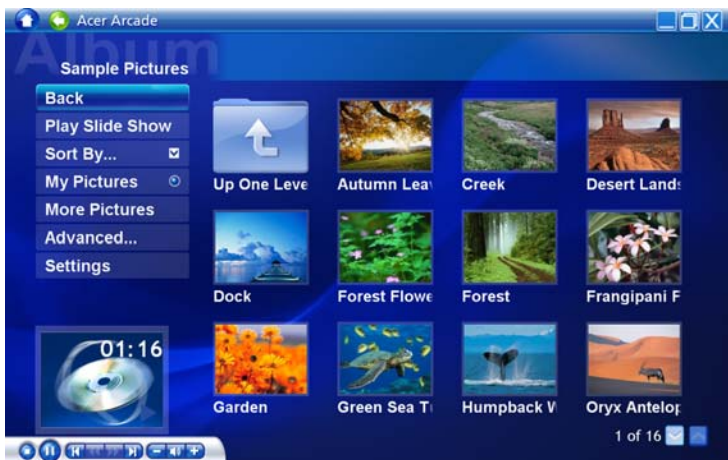 Acer Arcade
Album
Sample Pictures
Back
Play Slide Show
Sort By...
My Pictures
More Pictures
Advanced...
Settings
Up One Leve
Autumn Lea
Creek
Desert Lands
Dock
Forest Flowe
Forest
Frangipani F
Garden
Green Sea T
Humpback W
Oryx Antelop
01:16
1 of 16